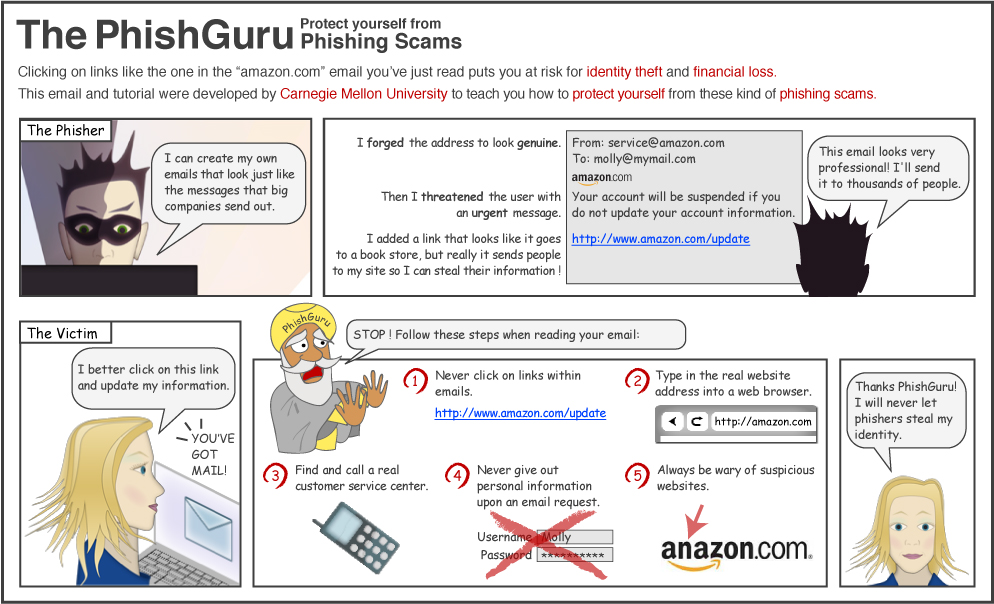 The PhishGuru Protect yourself from
Phishing Scams
Clicking on links like the one in the “amazon.com” email you’ve just read puts you at risk for identity theft and financial loss.
This email and tutorial were developed by Carnegie Mellon University to teach you how to protect yourself from these kind of phishing scams.
The Phisher
I can create my own
emails that look just like
the messages that big
companies send out.
I forged the address to look genuine.
Then I threatened the user with
an urgent message.
I added a link that looks like it goes
to a book store, but really it sends people
to my site so I can steal their information !
From: service@amazon.com
To: molly@mymail.com
amazon.com
Your account will be suspended if you
do not update your account information.
http://www.amazon.com/update
This email looks very
professional! I'll send
it to thousands of people.
The Victim
I better click on this link
and update my information.
YOU'VE
GOT
MAIL!
PhishGuru
STOP ! Follow these steps when reading your email:
1 Never click on links within
emails.
http://www.amazon.com/update
2 Type in the real website
address into a web browser.
http://amazon.com
3 Find and call a real
customer service center.
4 Never give out
personal information
upon an email request.
Username Molly
Password **********
5 Always be wary of suspicious
websites.
anazon.com®
Thanks PhishGuru!
I will never let
phishers steal my
identity.